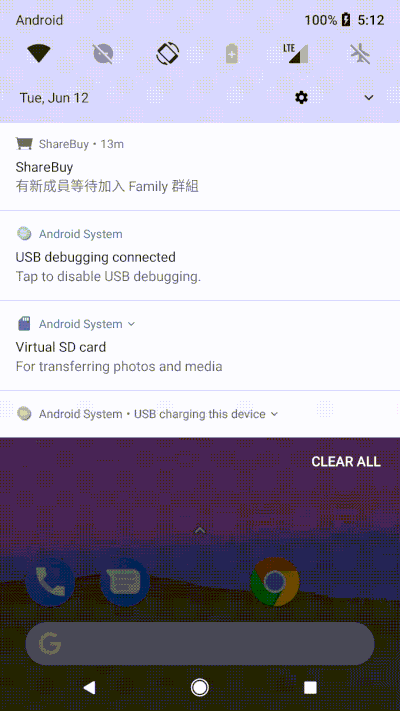 Android 100% 5:12
LTE
Tue, Jun 12
ShareBuy • 13m
ShareBuy
有新成員等待加入 Family 群組
Android System
USB debugging connected
Tap to disable USB debugging.
Android System
Virtual SD card
For transferring photos and media
Android System • USB charging this device
CLEAR ALL
G